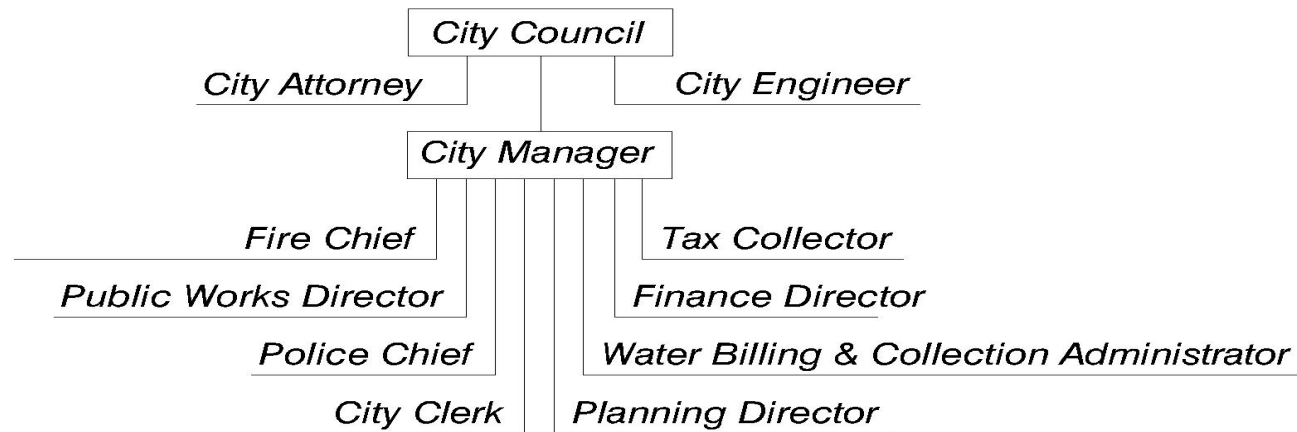 City Council
City Attorney City Engineer
City Manager
Fire Chief Tax Collector
Public Works Director Finance Director
Police Chief Water Billing & Collection Administrator
City Clerk Planning Director